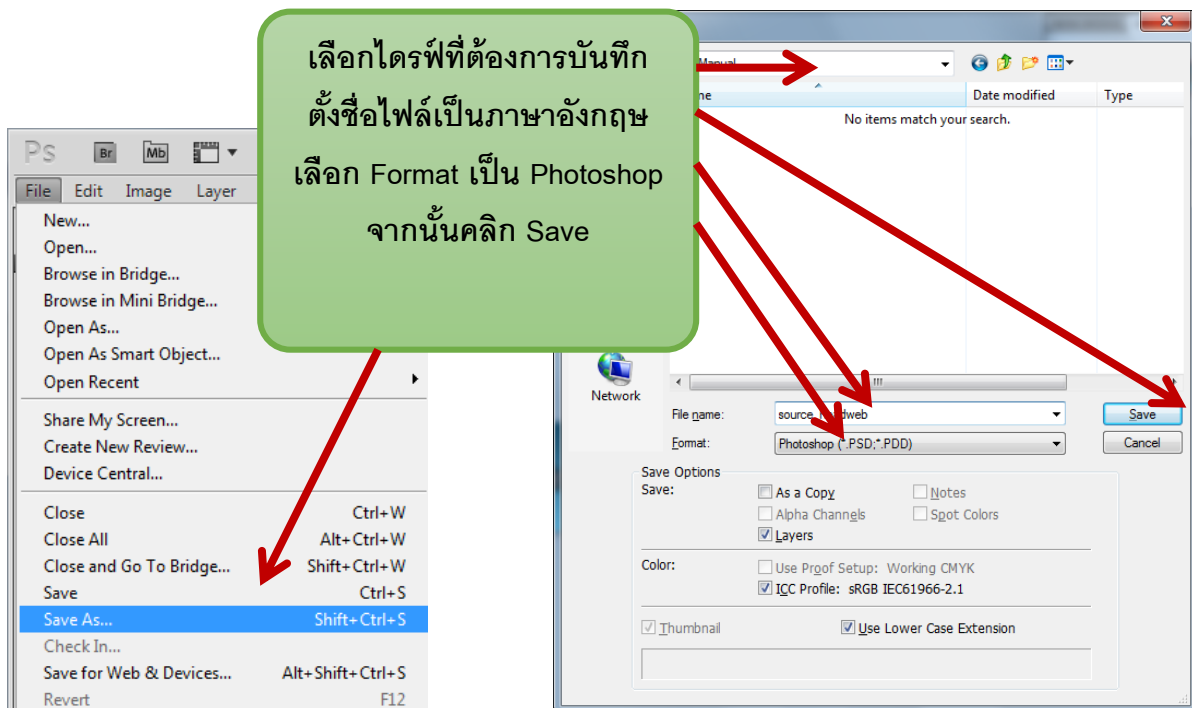 เลือกไดรฟ์ที่ต้องการบันทึก
ตั้งชื่อไฟล์เป็นภาษาอังกฤษ
เลือก Format เป็น Photoshop
จากนั้นคลิก Save
Ps Br Mb
File Edit Image Layer
New...
Open...
Browse in Bridge...
Browse in Mini Bridge...
Open As...
Open As Smart Object...
Open Recent
Share My Screen...
Create New Review...
Device Central...
Close Ctrl+W
Close All Alt+Ctrl+W
Close and Go To Bridge... Shift+Ctrl+W
Save Ctrl+S
Save As... Shift+Ctrl+S
Check In...
Save for Web & Devices... Alt+Shift+Ctrl+S
Revert F12
Manual
Date modified Type
No items match your search.
Network
File name:
Save
Format: Photoshop (*.PSD;*.PDD) Cancel
Save Options
Save: As a Copy Notes
Alpha Channels Spot Colors
Layers
Color: Use Proof Setup: Working CMYK
ICC Profile: sRGB IEC61966-2.1
Thumbnail Use Lower Case Extension